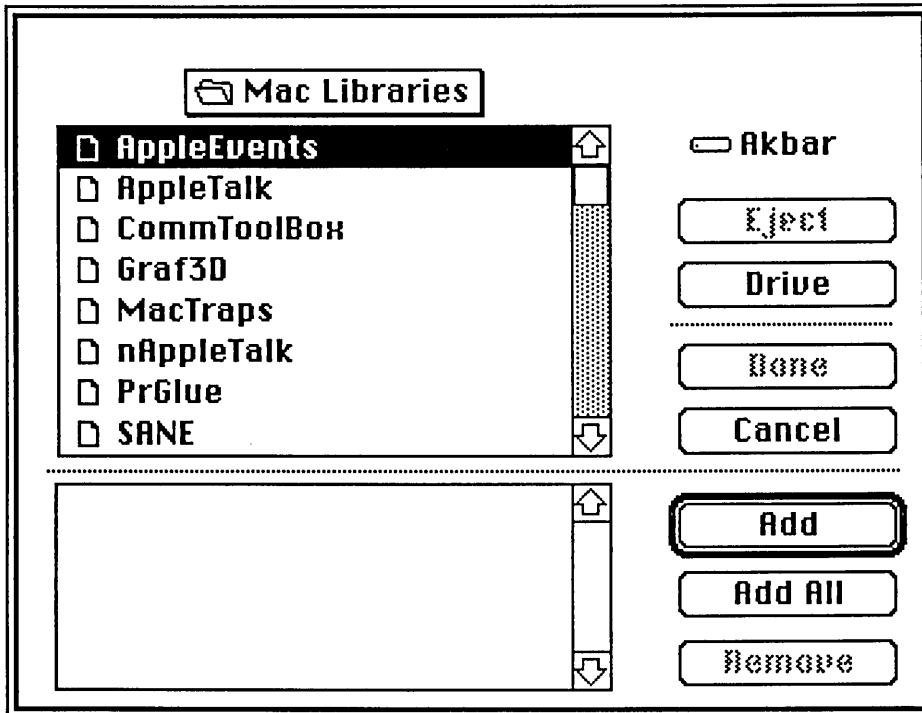 Mac Libraries
AppleEvents
AppleTalk
CommToolBox
Graf3D
MacTraps
nAppleTalk
PrGlue
SANE
Akbar
Eject
Drive
Done
Cancel
Add
Add All
Remove